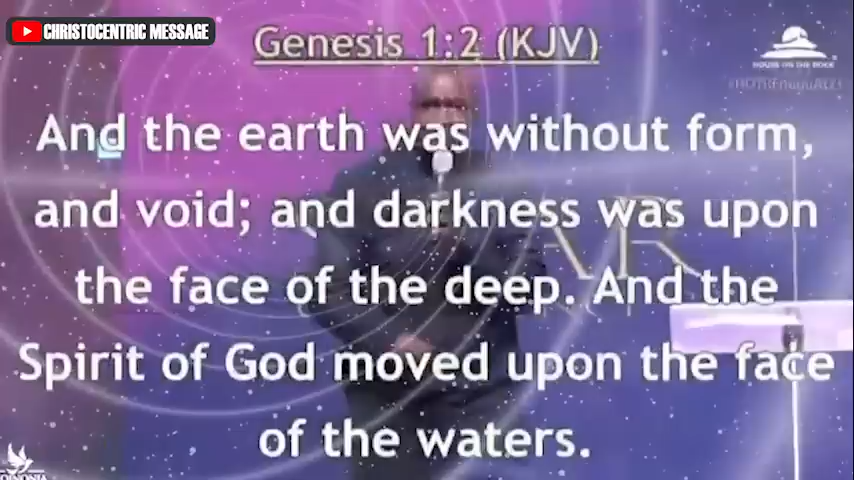 CHRISTOCENTRIC MESSAGE
Genesis 1:2 (KJV)
HOUSE ON THE ROCK
And the earth was without form,
and void; and darkness was upon
the face of the deep. And the
Spirit of God moved upon the face
of the waters.